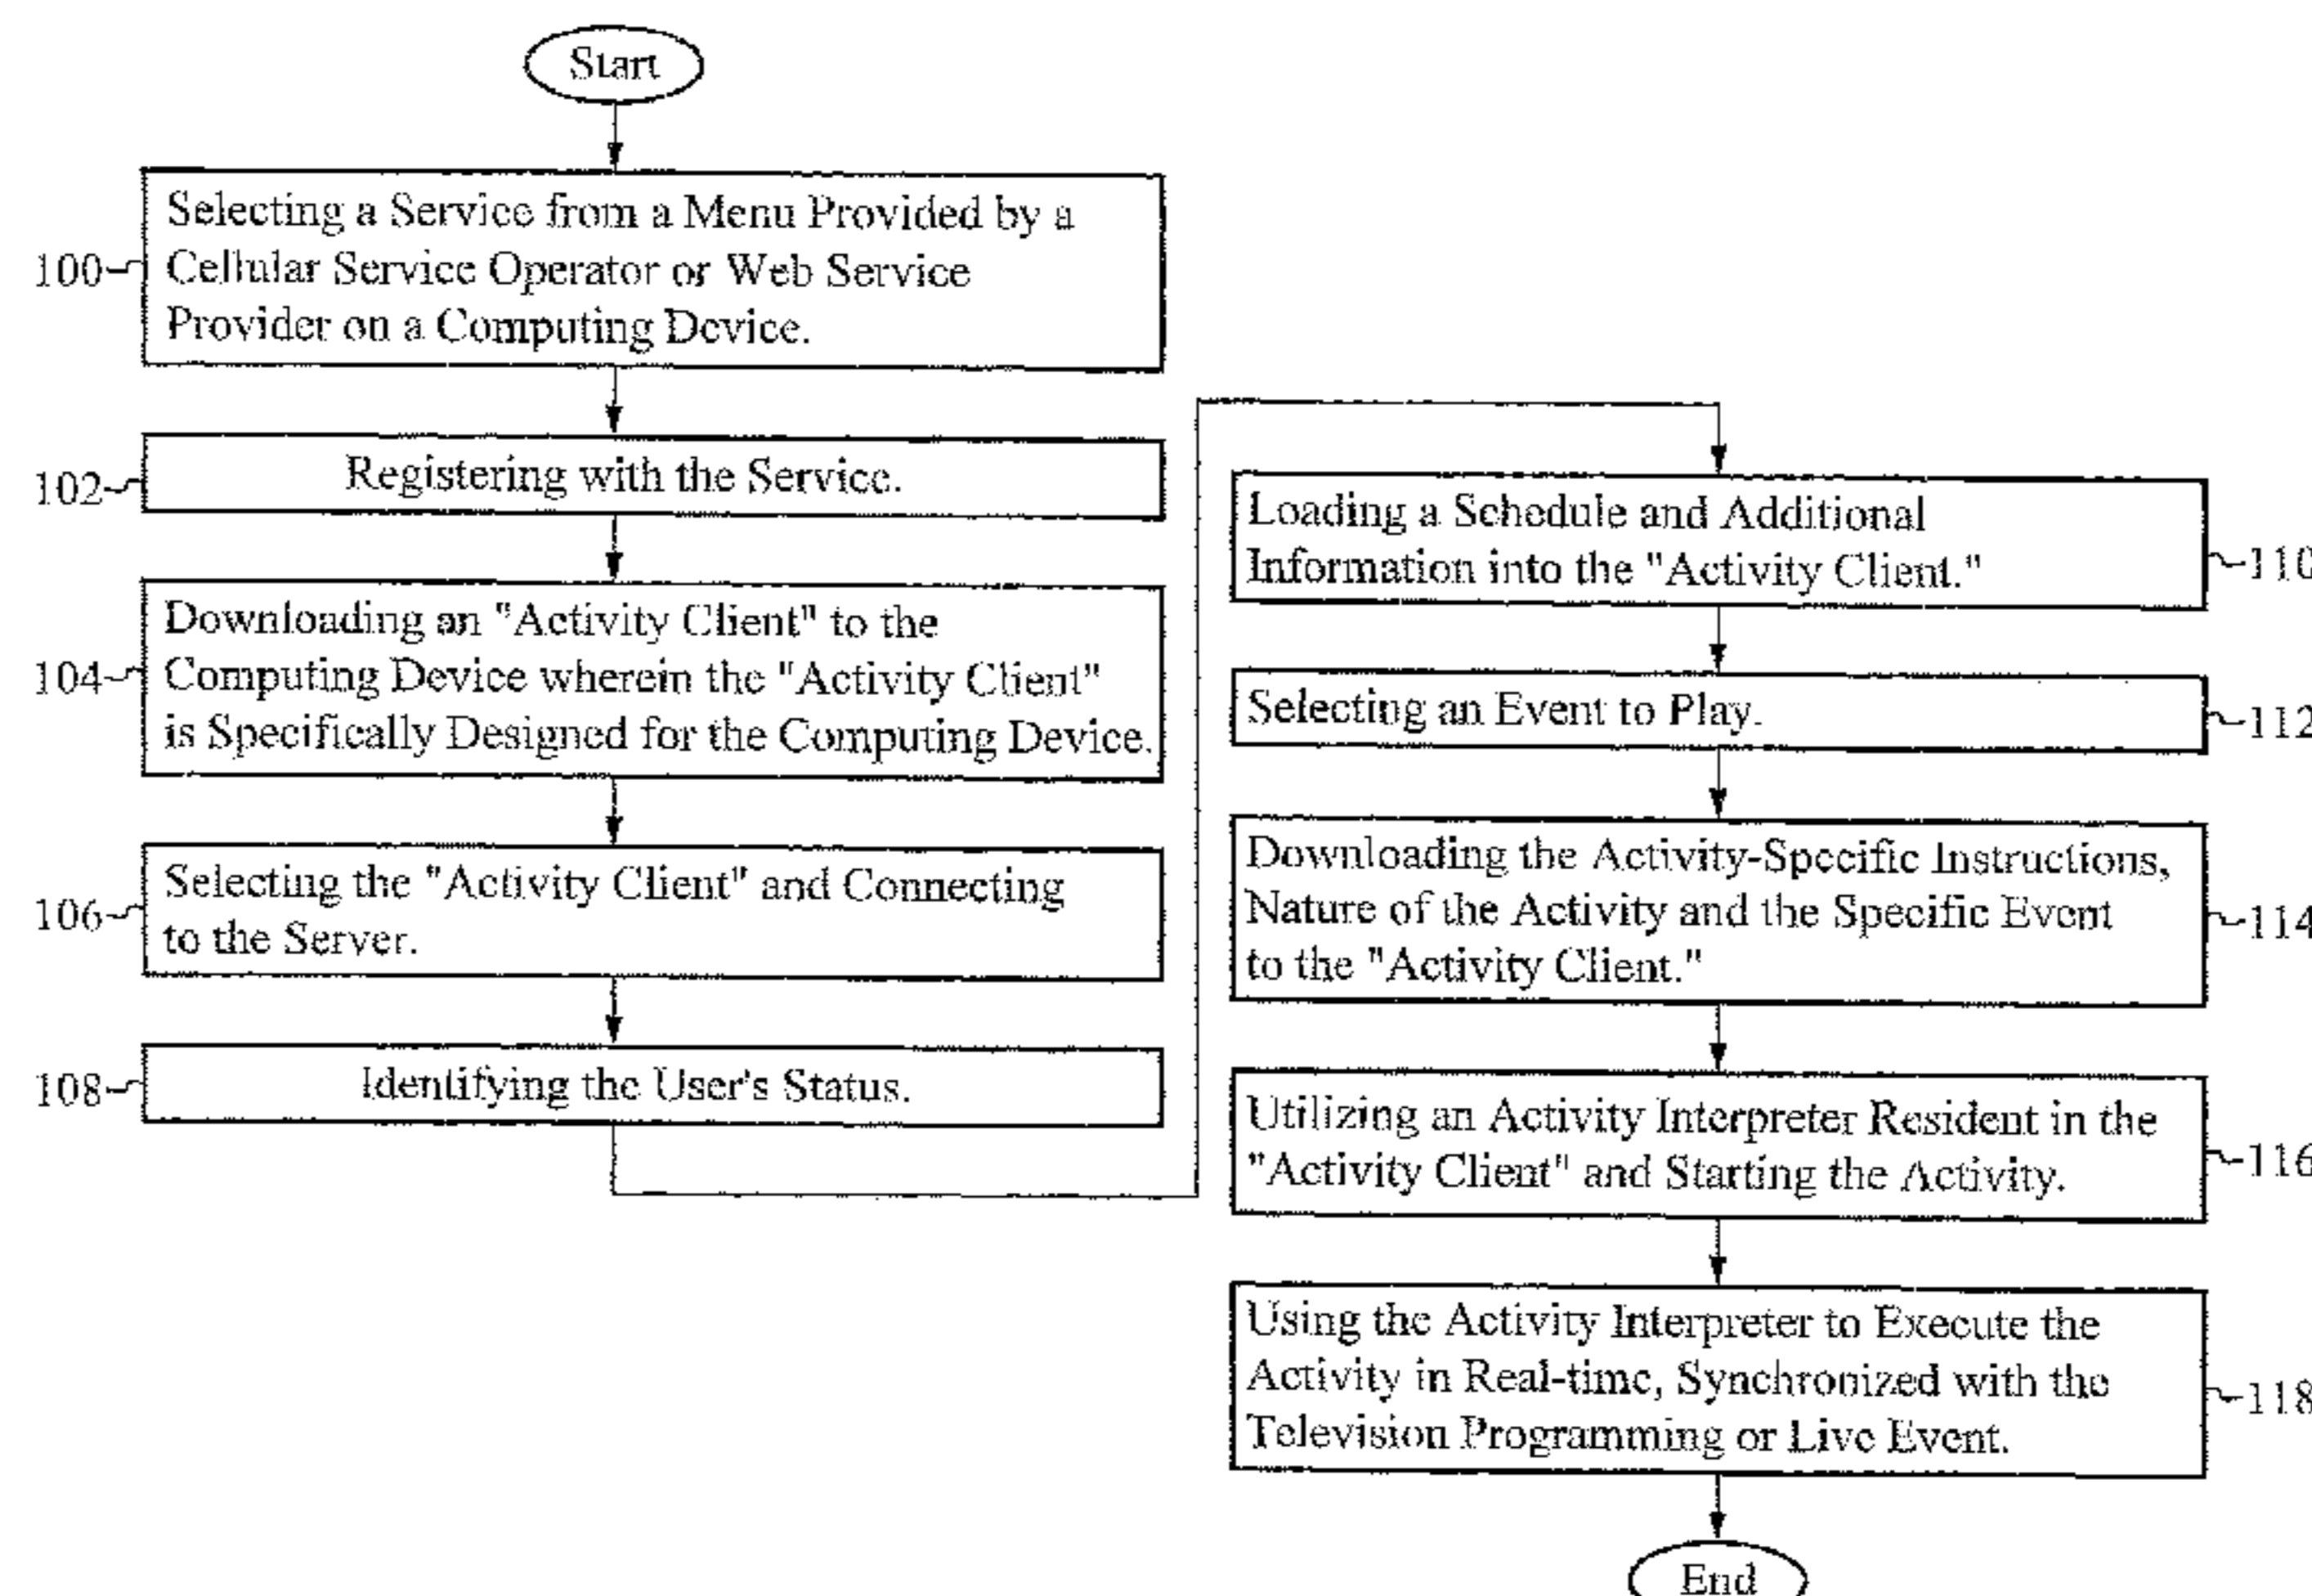 Start
Selecting a Service from a Menu Provided by a
Cellular Service Operator or Web Service
Provider on a Computing Device.
100
Registering with the Service.
102
Downloading an "Activity Client" to the
Computing Device wherein the "Activity Client"
is Specifically Designed for the Computing Device.
104
Selecting the "Activity Client" and Connecting
to the Server.
106
Identifying the User's Status.
108
Loading a Schedule and Additional
Information into the "Activity Client."
110
Selecting an Event to Play.
112
Downloading the Activity-Specific Instructions,
Nature of the Activity and the Specific Event
to the "Activity Client."
114
Utilizing an Activity Interpreter Resident in the
"Activity Client" and Starting the Activity.
116
Using the Activity Interpreter to Execute the
Activity in Real-time, Synchronized with the
Television Programming or Live Event.
118
End